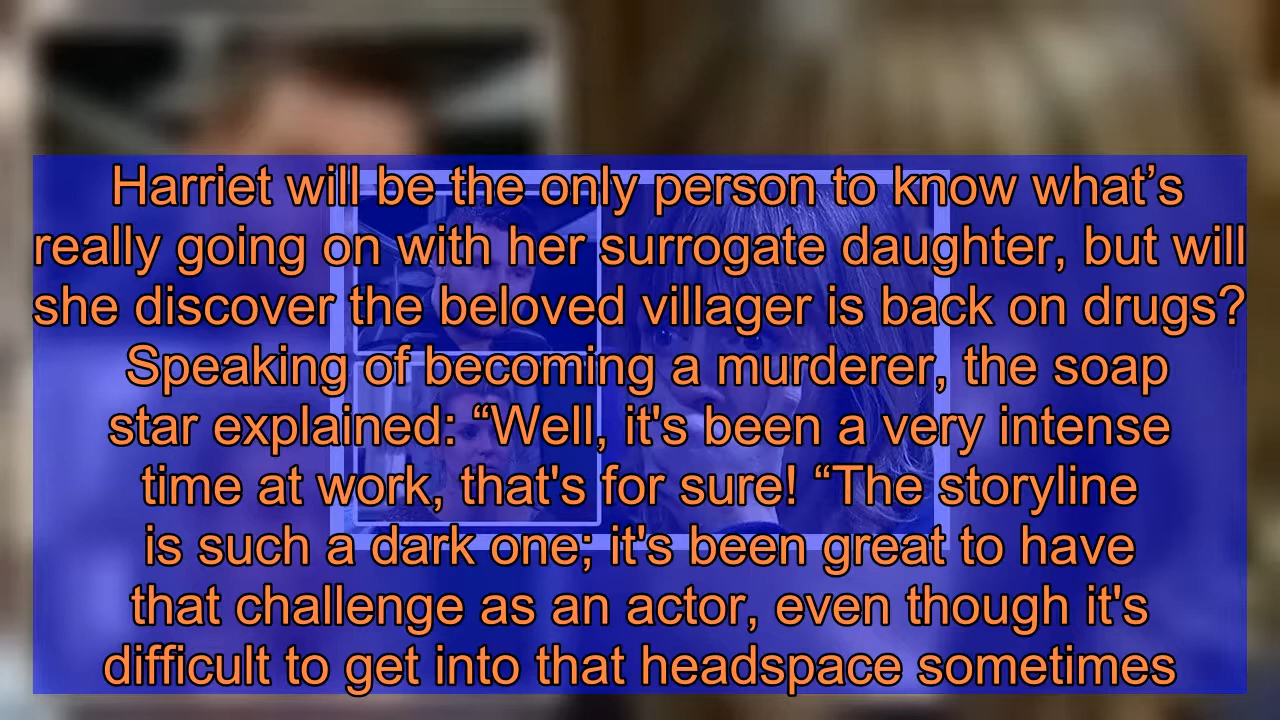 Harriet will be the only person to know what’s
really going on with her surrogate daughter, but will
she discover the beloved villager is back on drugs?
Speaking of becoming a murderer, the soap
star explained: “Well, it's been a very intense
time at work, that's for sure! “The storyline
is such a dark one; it's been great to have
that challenge as an actor, even though it's
difficult to get into that headspace sometimes